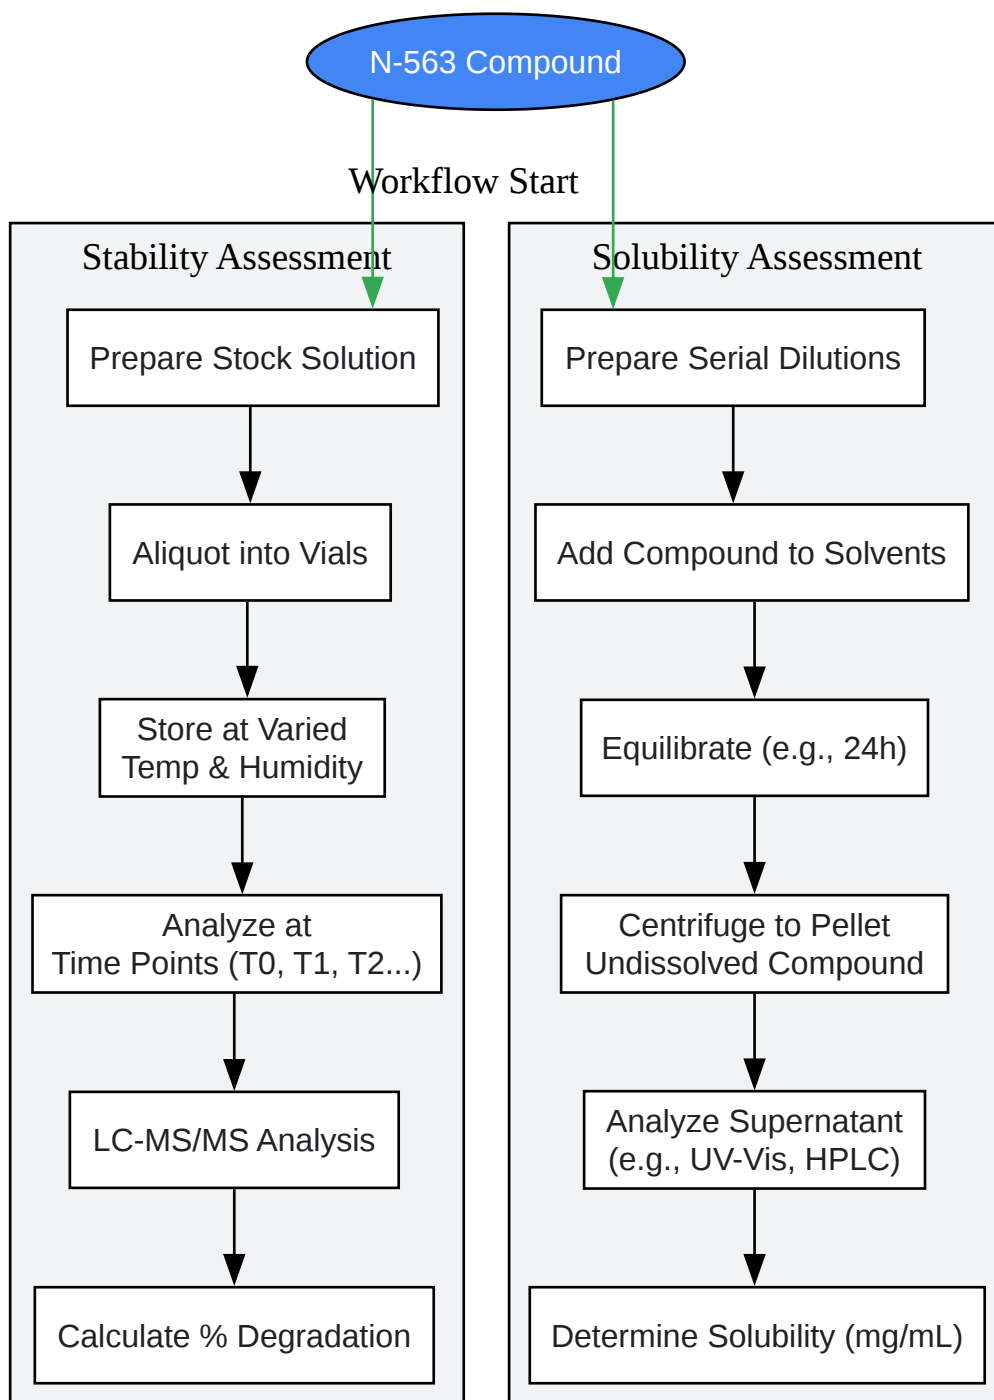 N-563 Compound
Workflow Start
Stability Assessment
Prepare Stock Solution
Aliquot into Vials
Store at Varied
Temp & Humidity
Analyze at
Time Points (T0, T1, T2...)
LC-MS/MS Analysis
Calculate % Degradation
Solubility Assessment
Prepare Serial Dilutions
Add Compound to Solvents
Equilibrate (e.g., 24h)
Centrifuge to Pellet
Undissolved Compound
Analyze Supernatant
(e.g., UV-Vis, HPLC)
Determine Solubility (mg/mL)